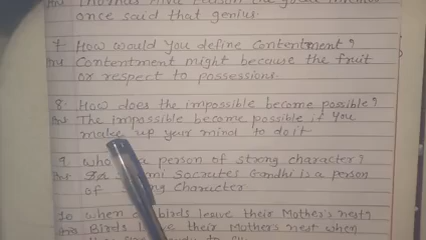 once said that genius.
7. How would you define Contentment?
Ans Contentment might because the fruit
or respect to possessions.
8. How does the impossible become possible?
Ans The impossible become possible if you
make up your mind to do it
9. who a person of strong character?
Socrates Gandhi is a person
of Character
10 when birds leave their Mother's nest?
Ans Birds their Mother's nest when